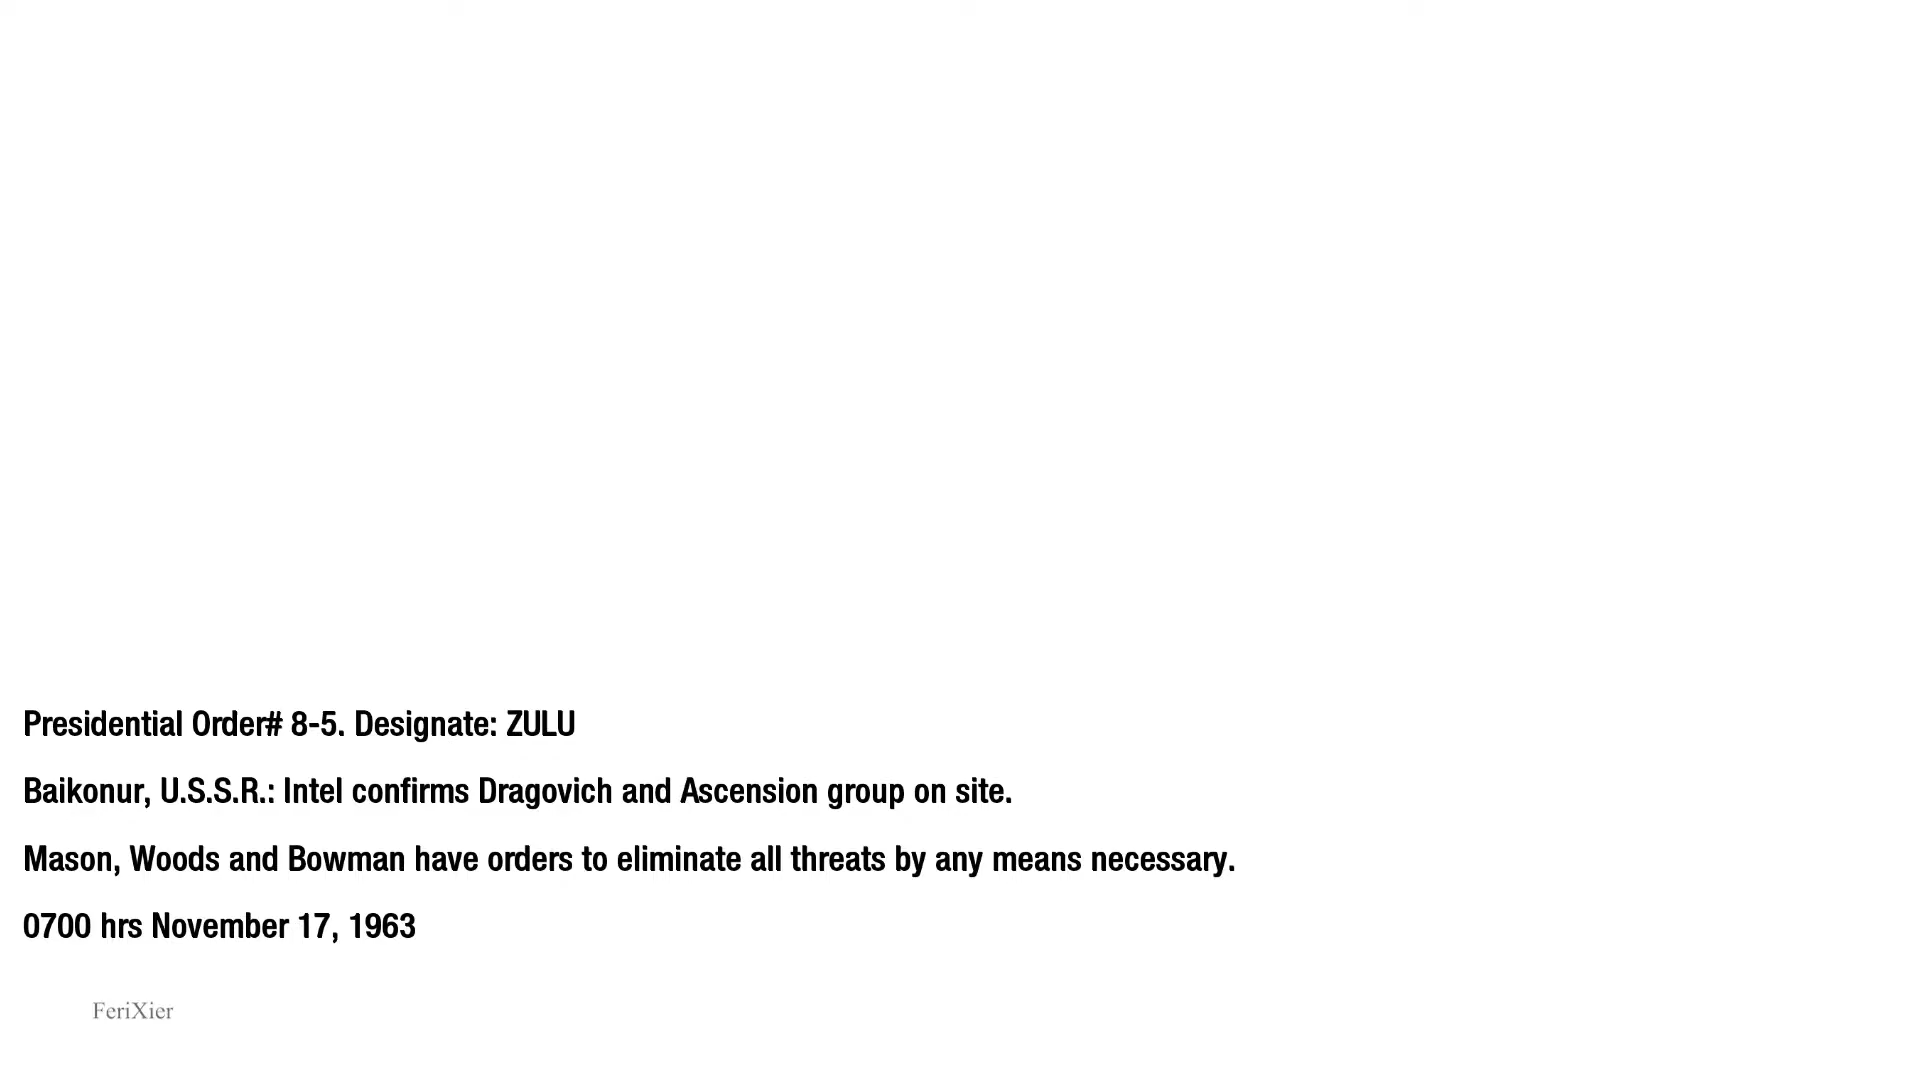 Presidential Order# 8-5. Designate: ZULU
Baikonur, U.S.S.R.: Intel confirms Dragovich and Ascension group on site.
Mason, Woods and Bowman have orders to eliminate all threats by any means necessary.
0700 hrs November 17, 1963
FeriXier